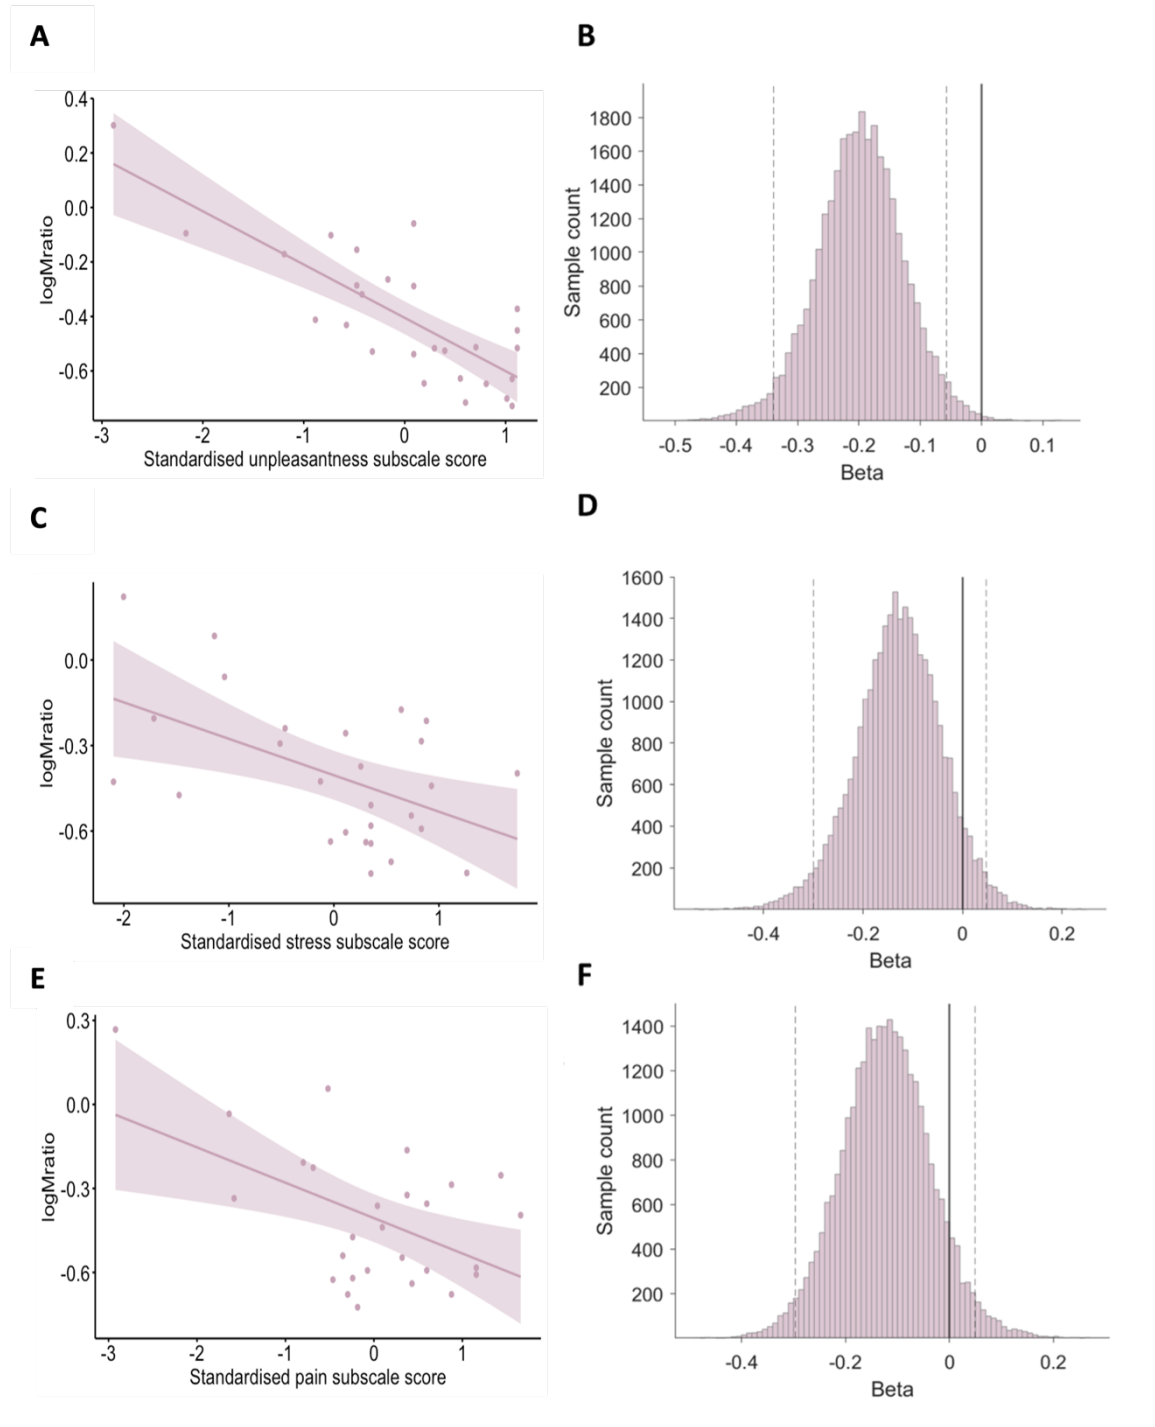 A
B
0.4
0.2
0.0
-0.2
-0.4
-0.6
logMratio
-3 -2 -1 0 1
Standardised unpleasantness subscale score
1800
1600
1400
1200
1000
800
600
400
200
Sample count
-0.5 -0.4 -0.3 -0.2 -0.1 0 0.1
Beta
C
D
0.0
-0.3
-0.6
logMratio
-2 -1 0 1
Standardised stress subscale score
1600
1400
1200
1000
800
600
400
200
Sample count
-0.4 -0.2 0 0.2
Beta
E
F
0.3
0.0
-0.3
-0.6
logMratio
-3 -2 -1 0 1
Standardised pain subscale score
1400
1200
1000
800
600
400
200
Sample count
-0.4 -0.2 0 0.2
Beta